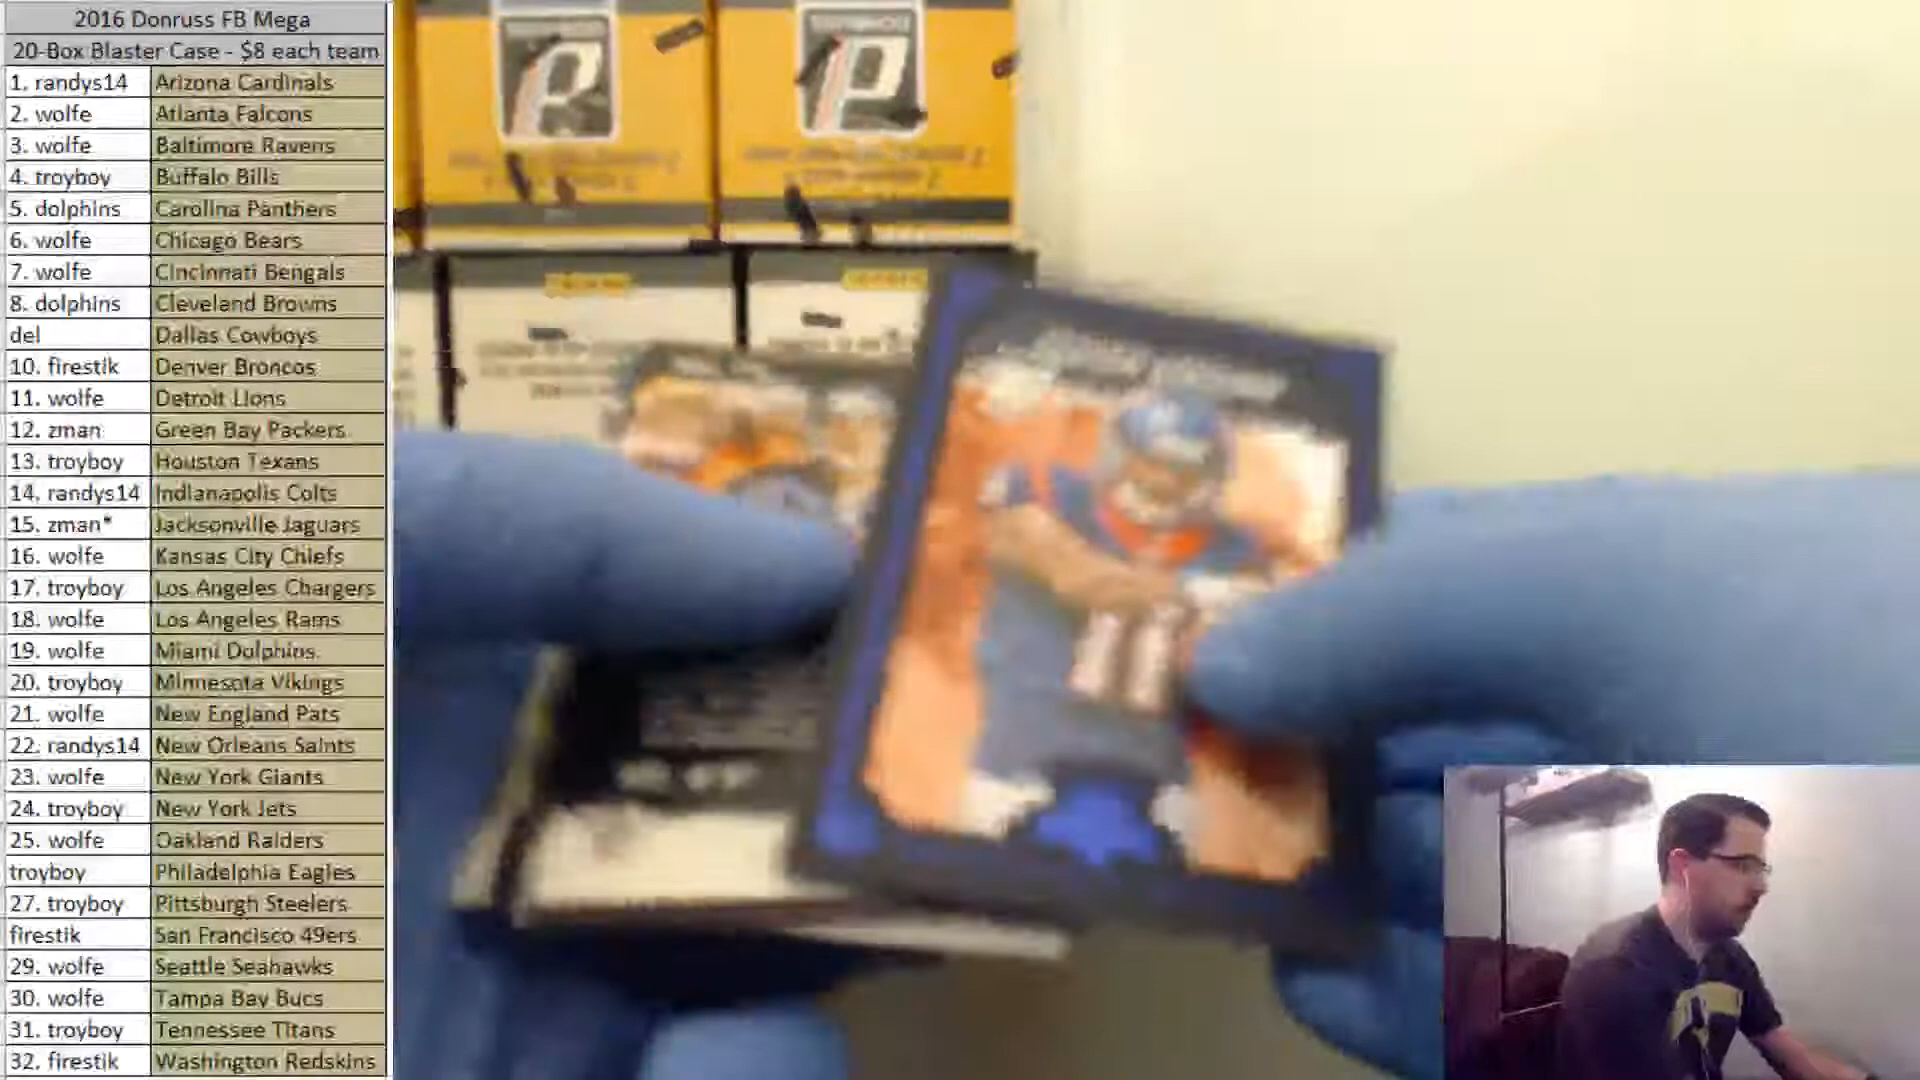 2016 Donruss FB Mega
20-Box Blaster Case - $8 each team
1. randys14 Arizona Cardinals
2. wolfe Atlanta Falcons
3. wolfe Baltimore Ravens
4. troyboy Buffalo Bills
5. dolphins Carolina Panthers
6. wolfe Chicago Bears
7. wolfe Cincinnati Bengals
8. dolphins Cleveland Browns
del Dallas Cowboys
10. firestik Denver Broncos
11. wolfe Detroit Lions
12. zman Green Bay Packers
13. troyboy Houston Texans
14. randys14 Indianapolis Colts
15. zman* Jacksonville Jaguars
16. wolfe Kansas City Chiefs
17. troyboy Los Angeles Chargers
18. wolfe Los Angeles Rams
19. wolfe Miami Dolphins
20. troyboy Minnesota Vikings
21. wolfe New England Pats
22. randys14 New Orleans Saints
23. wolfe New York Giants
24. troyboy New York Jets
25. wolfe Oakland Raiders
troyboy Philadelphia Eagles
27. troyboy Pittsburgh Steelers
firestik San Francisco 49ers
29. wolfe Seattle Seahawks
30. wolfe Tampa Bay Bucs
31. troyboy Tennessee Titans
32. firestik Washington Redskins